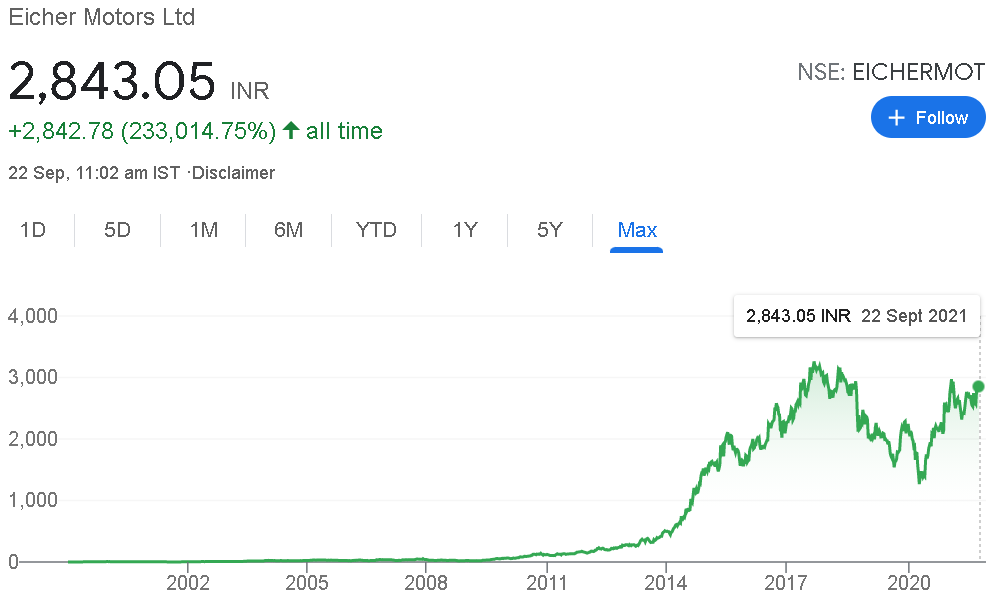 Eicher Motors Ltd
2,843.05 INR
NSE: EICHERMOT
+2,842.78 (233,014.75%) ↑ all time
+ Follow
22 Sep, 11:02 am IST ·Disclaimer
1D 5D 1M 6M YTD 1Y 5Y Max
2,843.05 INR 22 Sept 2021
4,000
3,000
2,000
1,000
0
2002 2005 2008 2011 2014 2017 2020